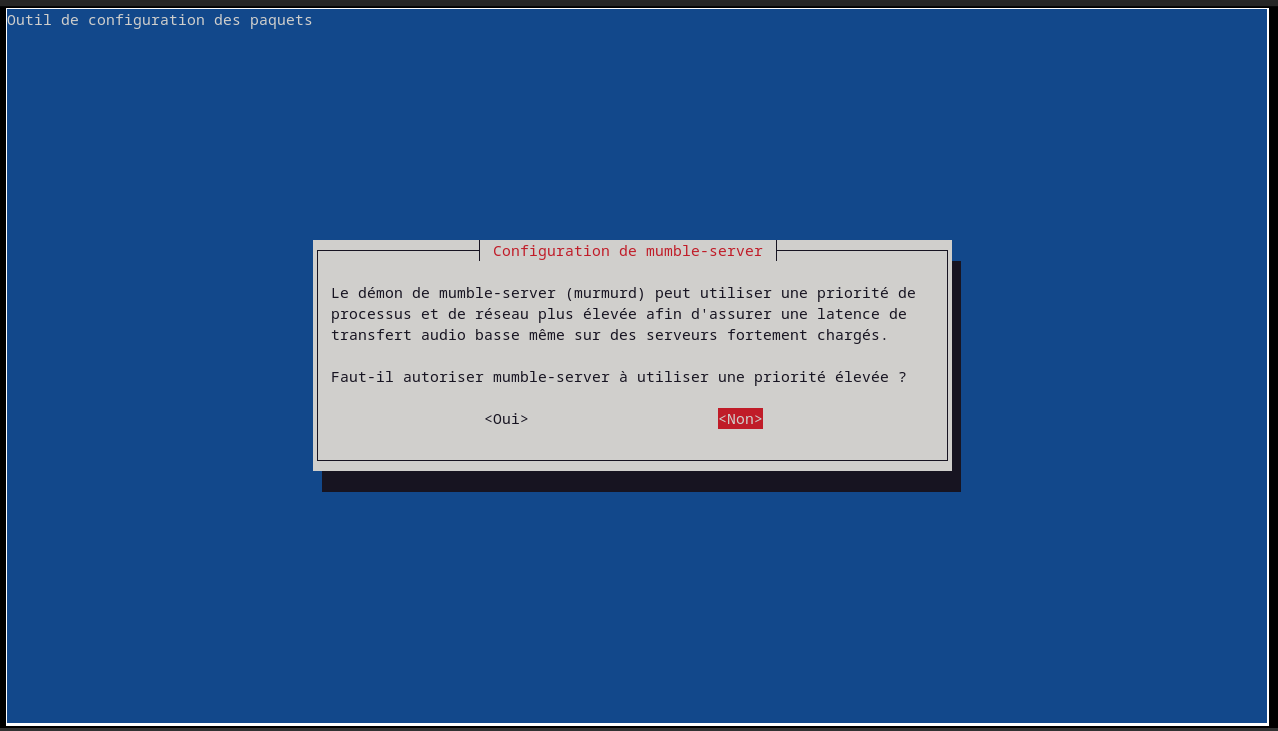 Outil de configuration des paquets
Configuration de mumble-server
Le démon de mumble-server (murmurd) peut utiliser une priorité de
processus et de réseau plus élevée afin d'assurer une latence de
transfert audio basse même sur des serveurs fortement chargés.
Faut-il autoriser mumble-server à utiliser une priorité élevée ?
<Oui> <Non>